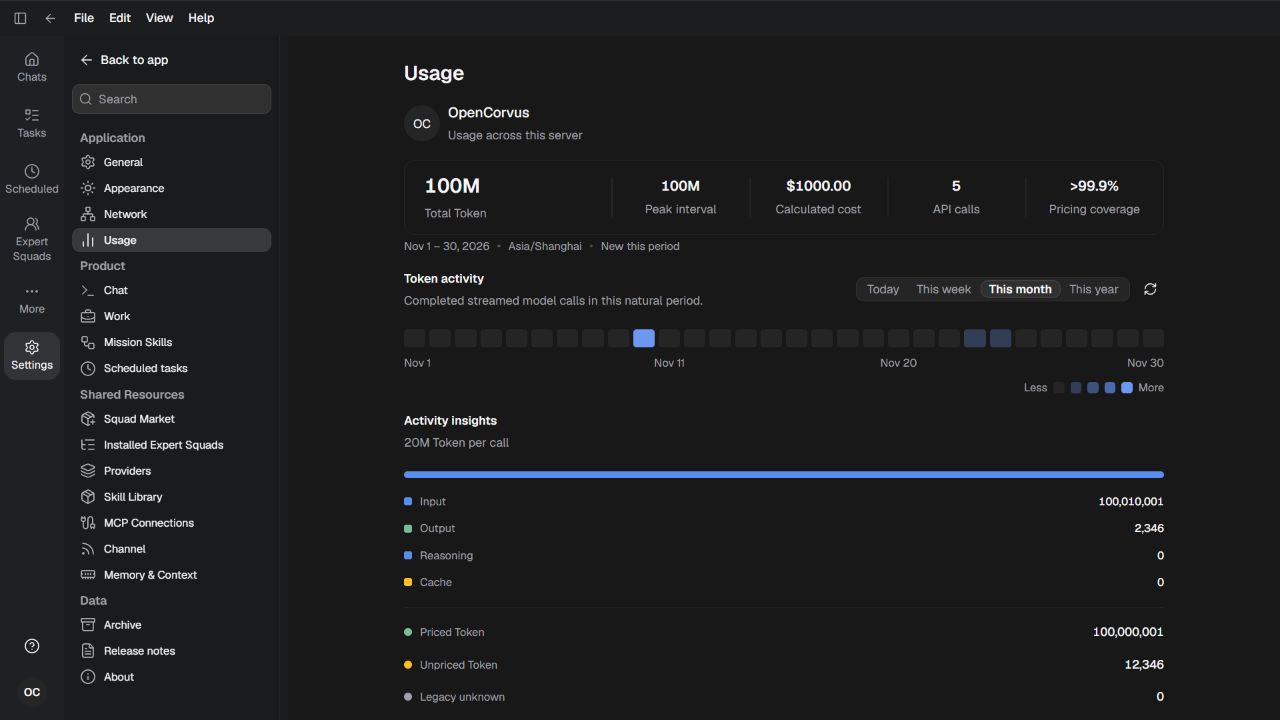 File Edit View Help
Chats
Tasks
Scheduled
Expert
Squads
More
Settings
OC
Back to app
Search
Application
General
Appearance
Network
Usage
Product
Chat
Work
Mission Skills
Scheduled tasks
Shared Resources
Squad Market
Installed Expert Squads
Providers
Skill Library
MCP Connections
Channel
Memory & Context
Data
Archive
Release notes
About
Usage
OC
OpenCorvus
Usage across this server
100M
Total Token
100M
Peak interval
$1000.00
Calculated cost
5
API calls
>99.9%
Pricing coverage
Nov 1 – 30, 2026 • Asia/Shanghai • New this period
Token activity
Completed streamed model calls in this natural period.
Today This week This month This year
Nov 1 Nov 11 Nov 20 Nov 30
Less More
Activity insights
20M Token per call
Input 100,010,001
Output 2,346
Reasoning 0
Cache 0
Priced Token 100,000,001
Unpriced Token 12,346
Legacy unknown 0